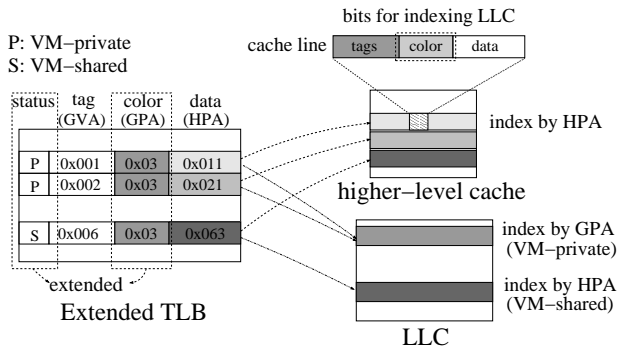 bits for indexing LLC
P: VM−private
S: VM−shared
cache line tags color data
status tag (GVA) color (GPA) data (HPA)
P 0x001 0x03 0x011
P 0x002 0x03 0x021
S 0x006 0x03 0x063
extended
Extended TLB
index by HPA
higher−level cache
index by GPA
(VM−private)
index by HPA
(VM−shared)
LLC